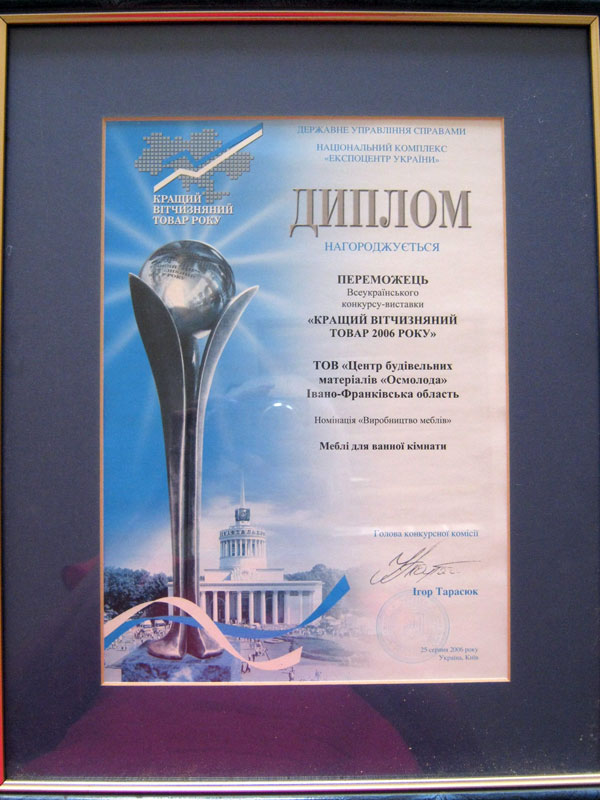 ДЕРЖАВНЕ УПРАВЛІННЯ СПРАВАМИ
НАЦІОНАЛЬНИЙ КОМПЛЕКС
«ЕКСПОЦЕНТР УКРАЇНИ»
КРАЩИЙ
ВІТЧИЗНЯНИЙ
ТОВАР РОКУ
ДИПЛОМ
НАГОРОДЖУЄТЬСЯ
ПЕРЕМОЖЕЦЬ
Всеукраїнського
конкурсу-виставки
«КРАЩИЙ ВІТЧИЗНЯНИЙ
ТОВАР 2006 РОКУ»
ТОВ «Центр будівельних
матеріалів «Осмолода»
Івано-Франківська область
Номінація «Виробництво меблів»
Меблі для ванної кімнати
Голова конкурсної комісії
Ігор Тарасюк
25 серпня 2006 року
Україна, Київ